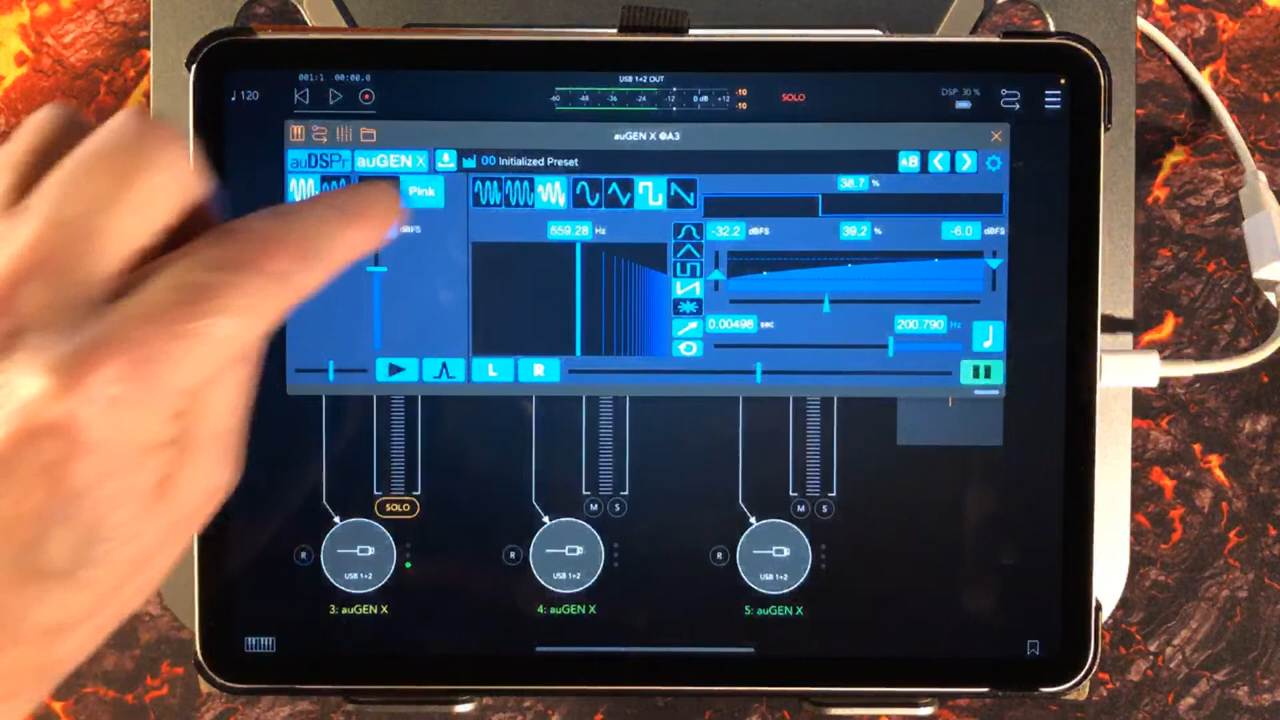 USB 1+2 OUT
001:1 00:00.0
♩120
-60 -48 -36 -24 -12 0 dB +12
-10
-10
SOLO
DSP: 30 %
auGEN X @A3
auDSPr auGEN X 00 Initialized Preset AB
Pink
38.7 %
dBFS
559.28 Hz
-32.2 dBFS 39.2 % -6.0 dBFS
0.00498 sec 200.790 Hz
L R
SOLO M S M S
R USB 1+2 R USB 1+2 R USB 1+2
3: auGEN X 4: auGEN X 5: auGEN X